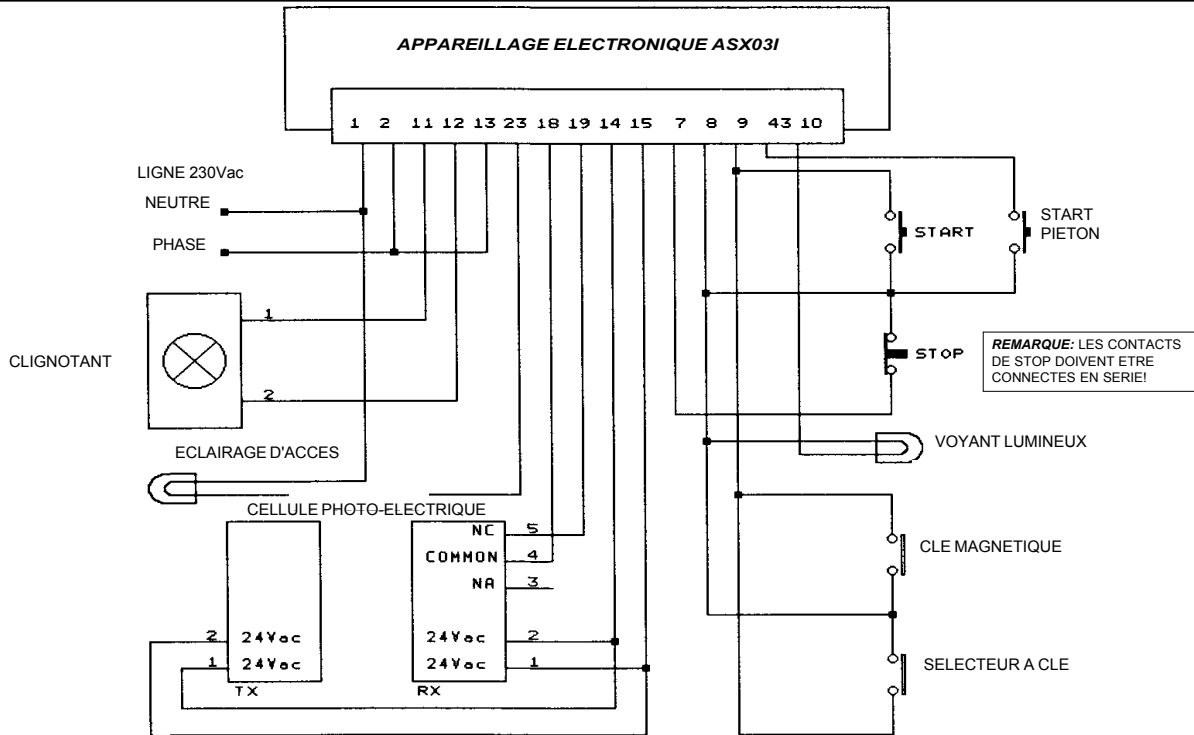 APPAREILLAGE ELECTRONIQUE ASX03I
1 2 11 12 13 23 18 19 14 15 7 8 9 43 10
LIGNE 230Vac
NEUTRE
PHASE
START
START
PIETON
1
2
CLIGNOTANT
STOP
REMARQUE: LES CONTACTS
DE STOP DOIVENT ETRE
CONNECTES EN SERIE!
ECLAIRAGE D'ACCES
VOYANT LUMINEUX
CELLULE PHOTO-ELECTRIQUE
NC 5
COMMON 4
NA 3
CLE MAGNETIQUE
2 24Vac
1 24Vac
TX
24Vac 2
24Vac 1
RX
SELECTEUR A CLE